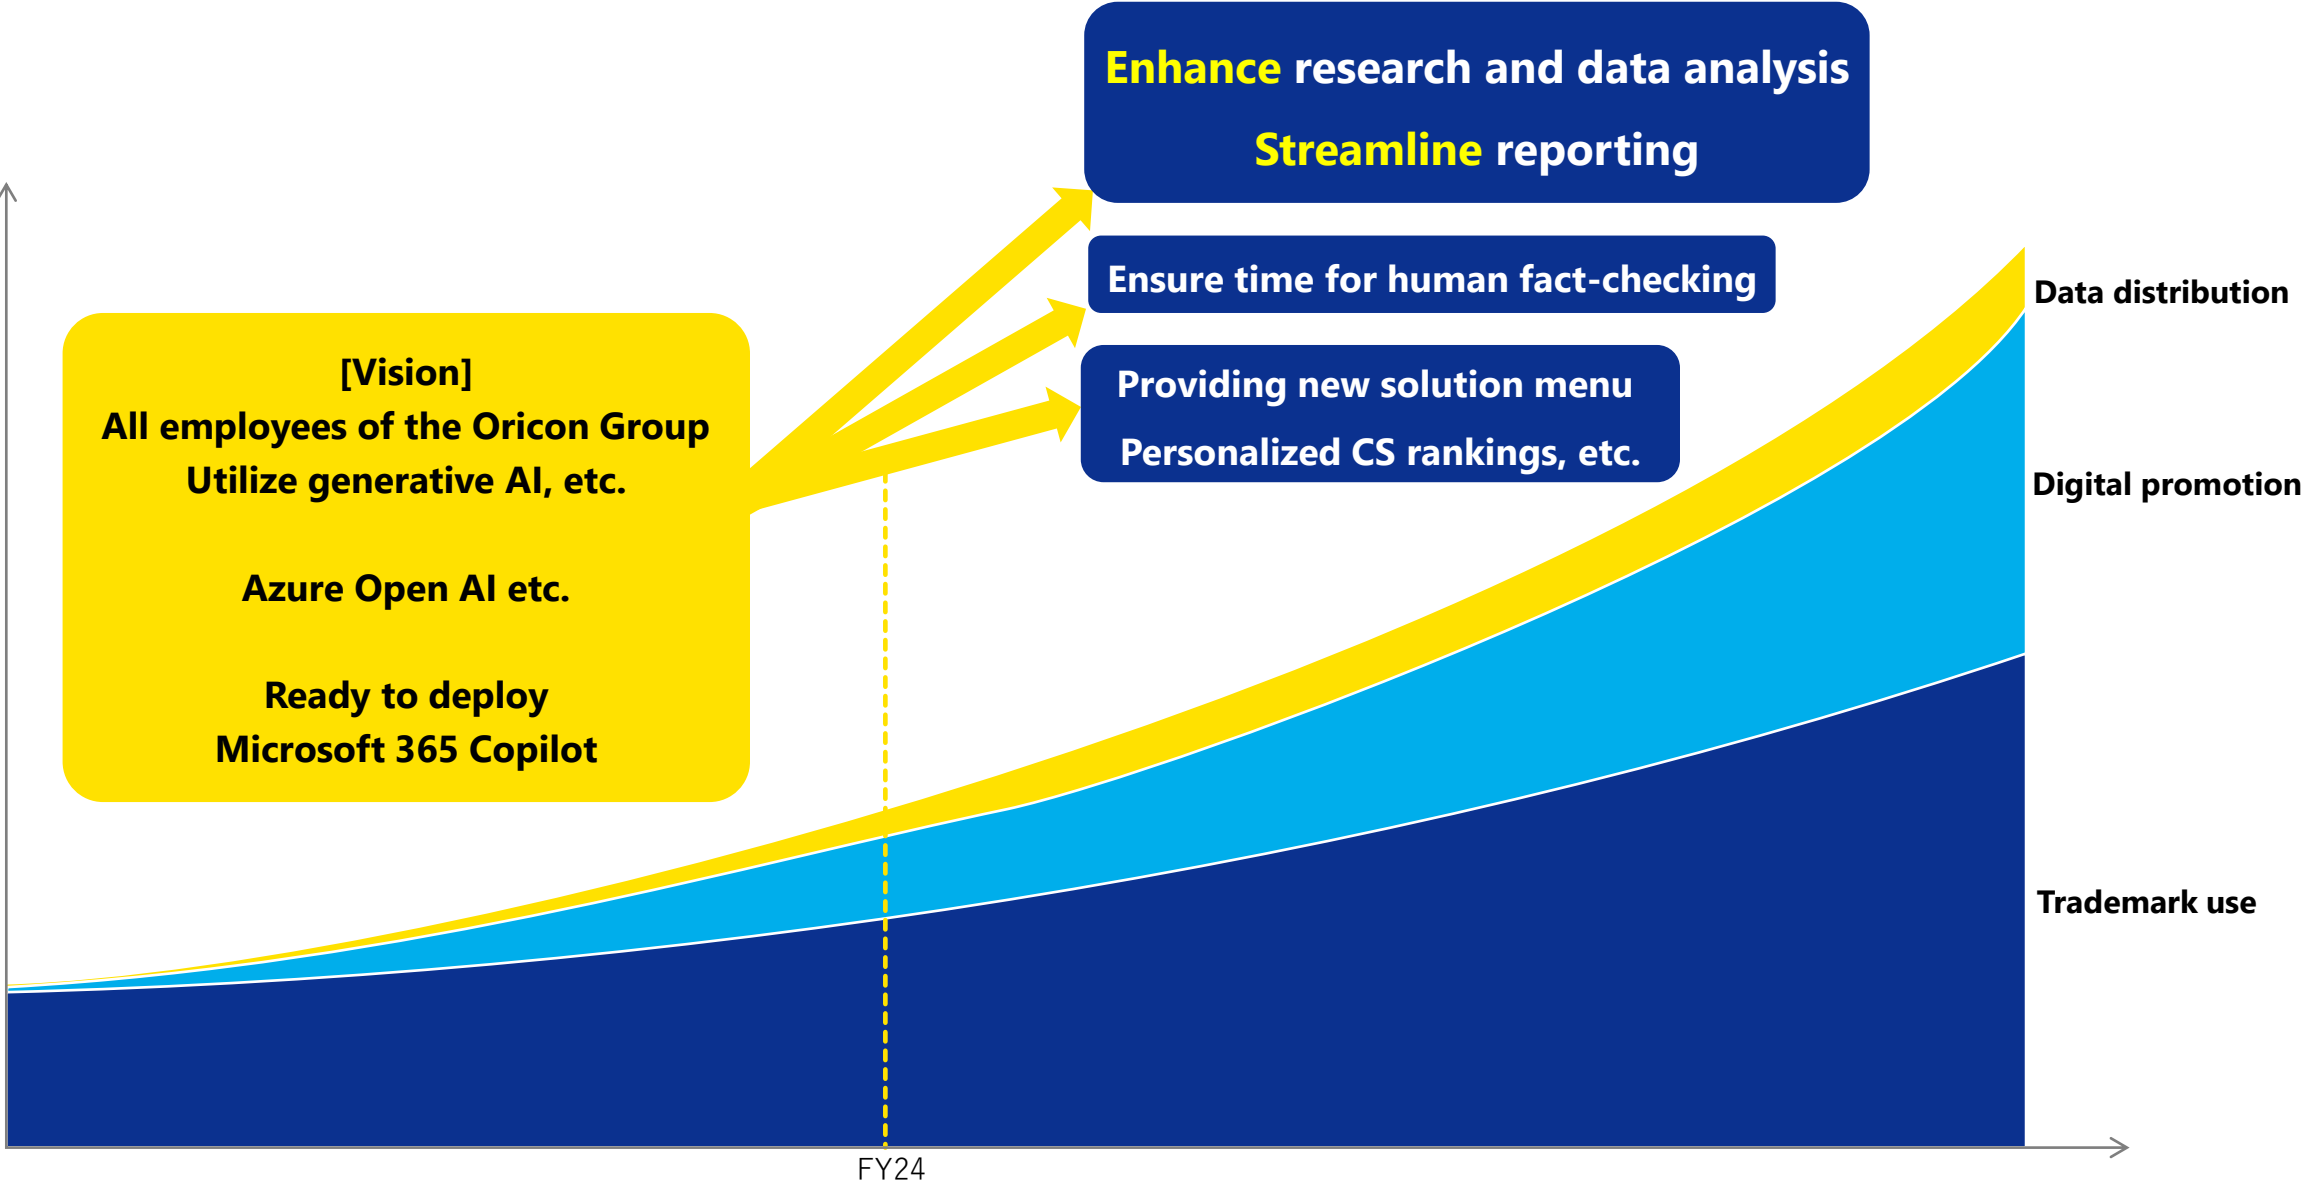 Enhance research and data analysis
Streamline reporting
Ensure time for human fact-checking
Providing new solution menu
Personalized CS rankings, etc.
[Vision]
All employees of the Oricon Group
Utilize generative AI, etc.
Azure Open AI etc.
Ready to deploy
Microsoft 365 Copilot
Data distribution
Digital promotion
Trademark use
FY24